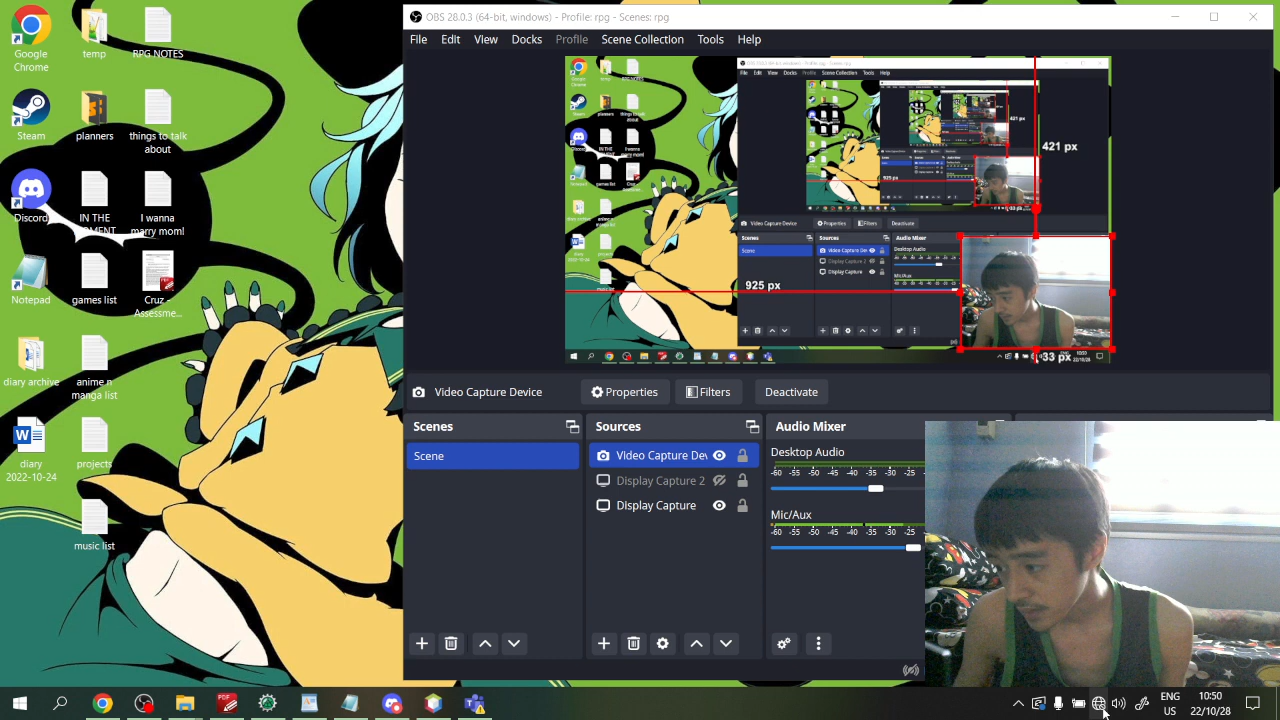 OBS 28.0.3 (64-bit, windows) - Profile: rpg - Scenes: rpg
File Edit View Docks Profile Scene Collection Tools Help
Google Chrome
temp
RPG NOTES
Steam
planners
things to talk about
Discord
IN THE MOMENT
I wanna marry mom!
Notepad
games list
Cruz Assessme...
diary archive
anime n manga list
diary 2022-10-24
projects
music list
421 px
925 px
33 px
Video Capture Device
Properties
Filters
Deactivate
Scenes
Scene
Sources
Video Capture Dev
Display Capture 2
Display Capture
Audio Mixer
Desktop Audio
-60 -55 -50 -45 -40 -35 -30 -25
Mic/Aux
-60 -55 -50 -45 -40 -35 -30 -25
ENG
US
10:50
22/10/28